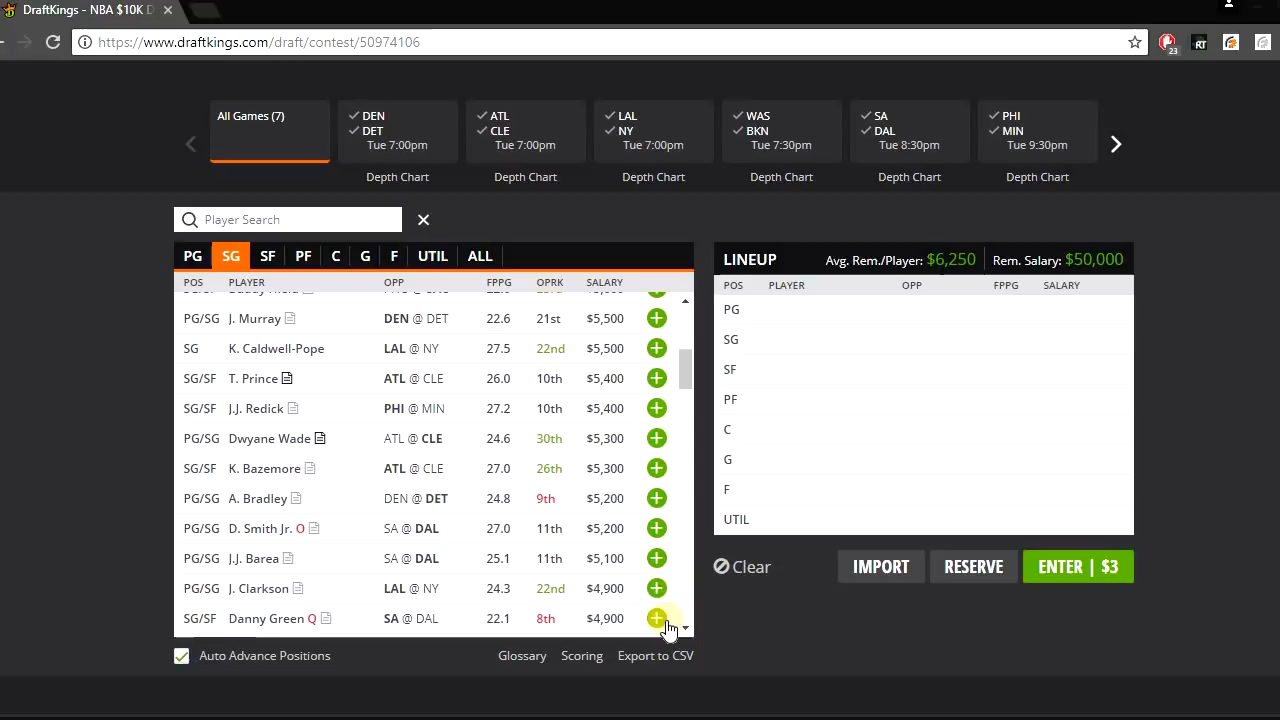 DraftKings - NBA $10K D
https://www.draftkings.com/draft/contest/50974106
23
RT
All Games (7)
DEN
DET
Tue 7:00pm
Depth Chart
ATL
CLE
Tue 7:00pm
Depth Chart
LAL
NY
Tue 7:00pm
Depth Chart
WAS
BKN
Tue 7:30pm
Depth Chart
SA
DAL
Tue 8:30pm
Depth Chart
PHI
MIN
Tue 9:30pm
Depth Chart
Player Search
PG SG SF PF C G F UTIL ALL
POS PLAYER OPP FPPG OPRK SALARY
PG/SG J. Murray DEN @ DET 22.6 21st $5,500
SG K. Caldwell-Pope LAL @ NY 27.5 22nd $5,500
SG/SF T. Prince ATL @ CLE 26.0 10th $5,400
SG/SF J.J. Redick PHI @ MIN 27.2 10th $5,400
PG/SG Dwyane Wade ATL @ CLE 24.6 30th $5,300
SG/SF K. Bazemore ATL @ CLE 27.0 26th $5,300
PG/SG A. Bradley DEN @ DET 24.8 9th $5,200
PG/SG D. Smith Jr. O SA @ DAL 27.0 11th $5,200
PG/SG J.J. Barea SA @ DAL 25.1 11th $5,100
PG/SG J. Clarkson LAL @ NY 24.3 22nd $4,900
SG/SF Danny Green Q SA @ DAL 22.1 8th $4,900
Auto Advance Positions
Glossary Scoring Export to CSV
LINEUP Avg. Rem./Player: $6,250 Rem. Salary: $50,000
POS PLAYER OPP FPPG SALARY
PG
SG
SF
PF
C
G
F
UTIL
Clear IMPORT RESERVE ENTER | $3